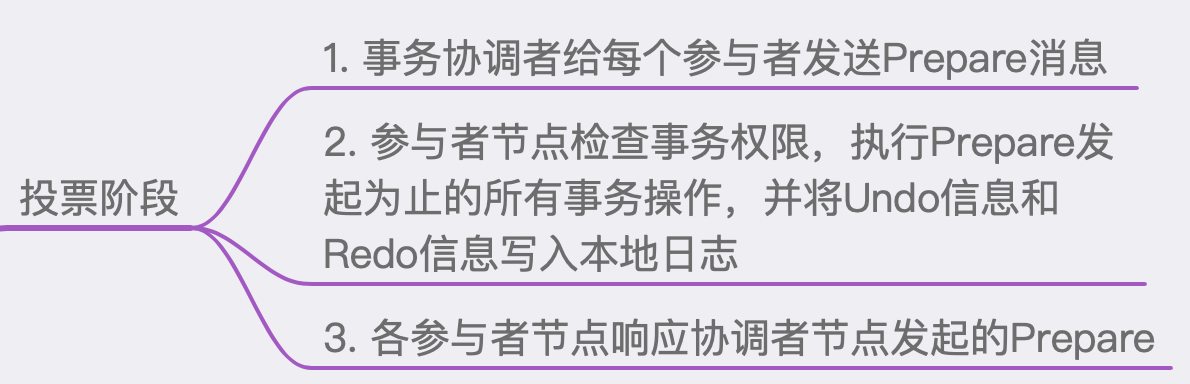 投票阶段
1. 事务协调者给每个参与者发送Prepare消息
2. 参与者节点检查事务权限，执行Prepare发
起为止的所有事务操作，并将Undo信息和
Redo信息写入本地日志
3. 各参与者节点响应协调者节点发起的Prepare